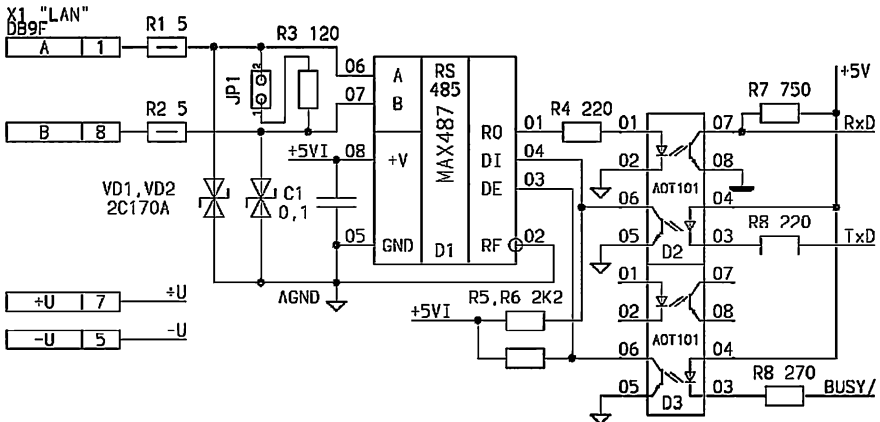 X1 "LAN"
DB9F
A 1
B 8
R1 5
R2 5
JP1
2
1
R3 120
06
07
+5VI 08
05
A
B
+V
GND
RS
485
MAX487
D1
RO
DI
DE
RF
01
04
03
02
VD1,VD2
2C170A
C1
0,1
AGND
÷U 7 ÷U
-U 5 -U
+5VI
R5,R6 2K2
R4 220
01
02
06
05
AOT101
D2
07
08
04
03
R7 750
+5V
RxD
R8 220
TxD
01
02
06
05
AOT101
D3
07
08
04
03
R8 270
BUSY/